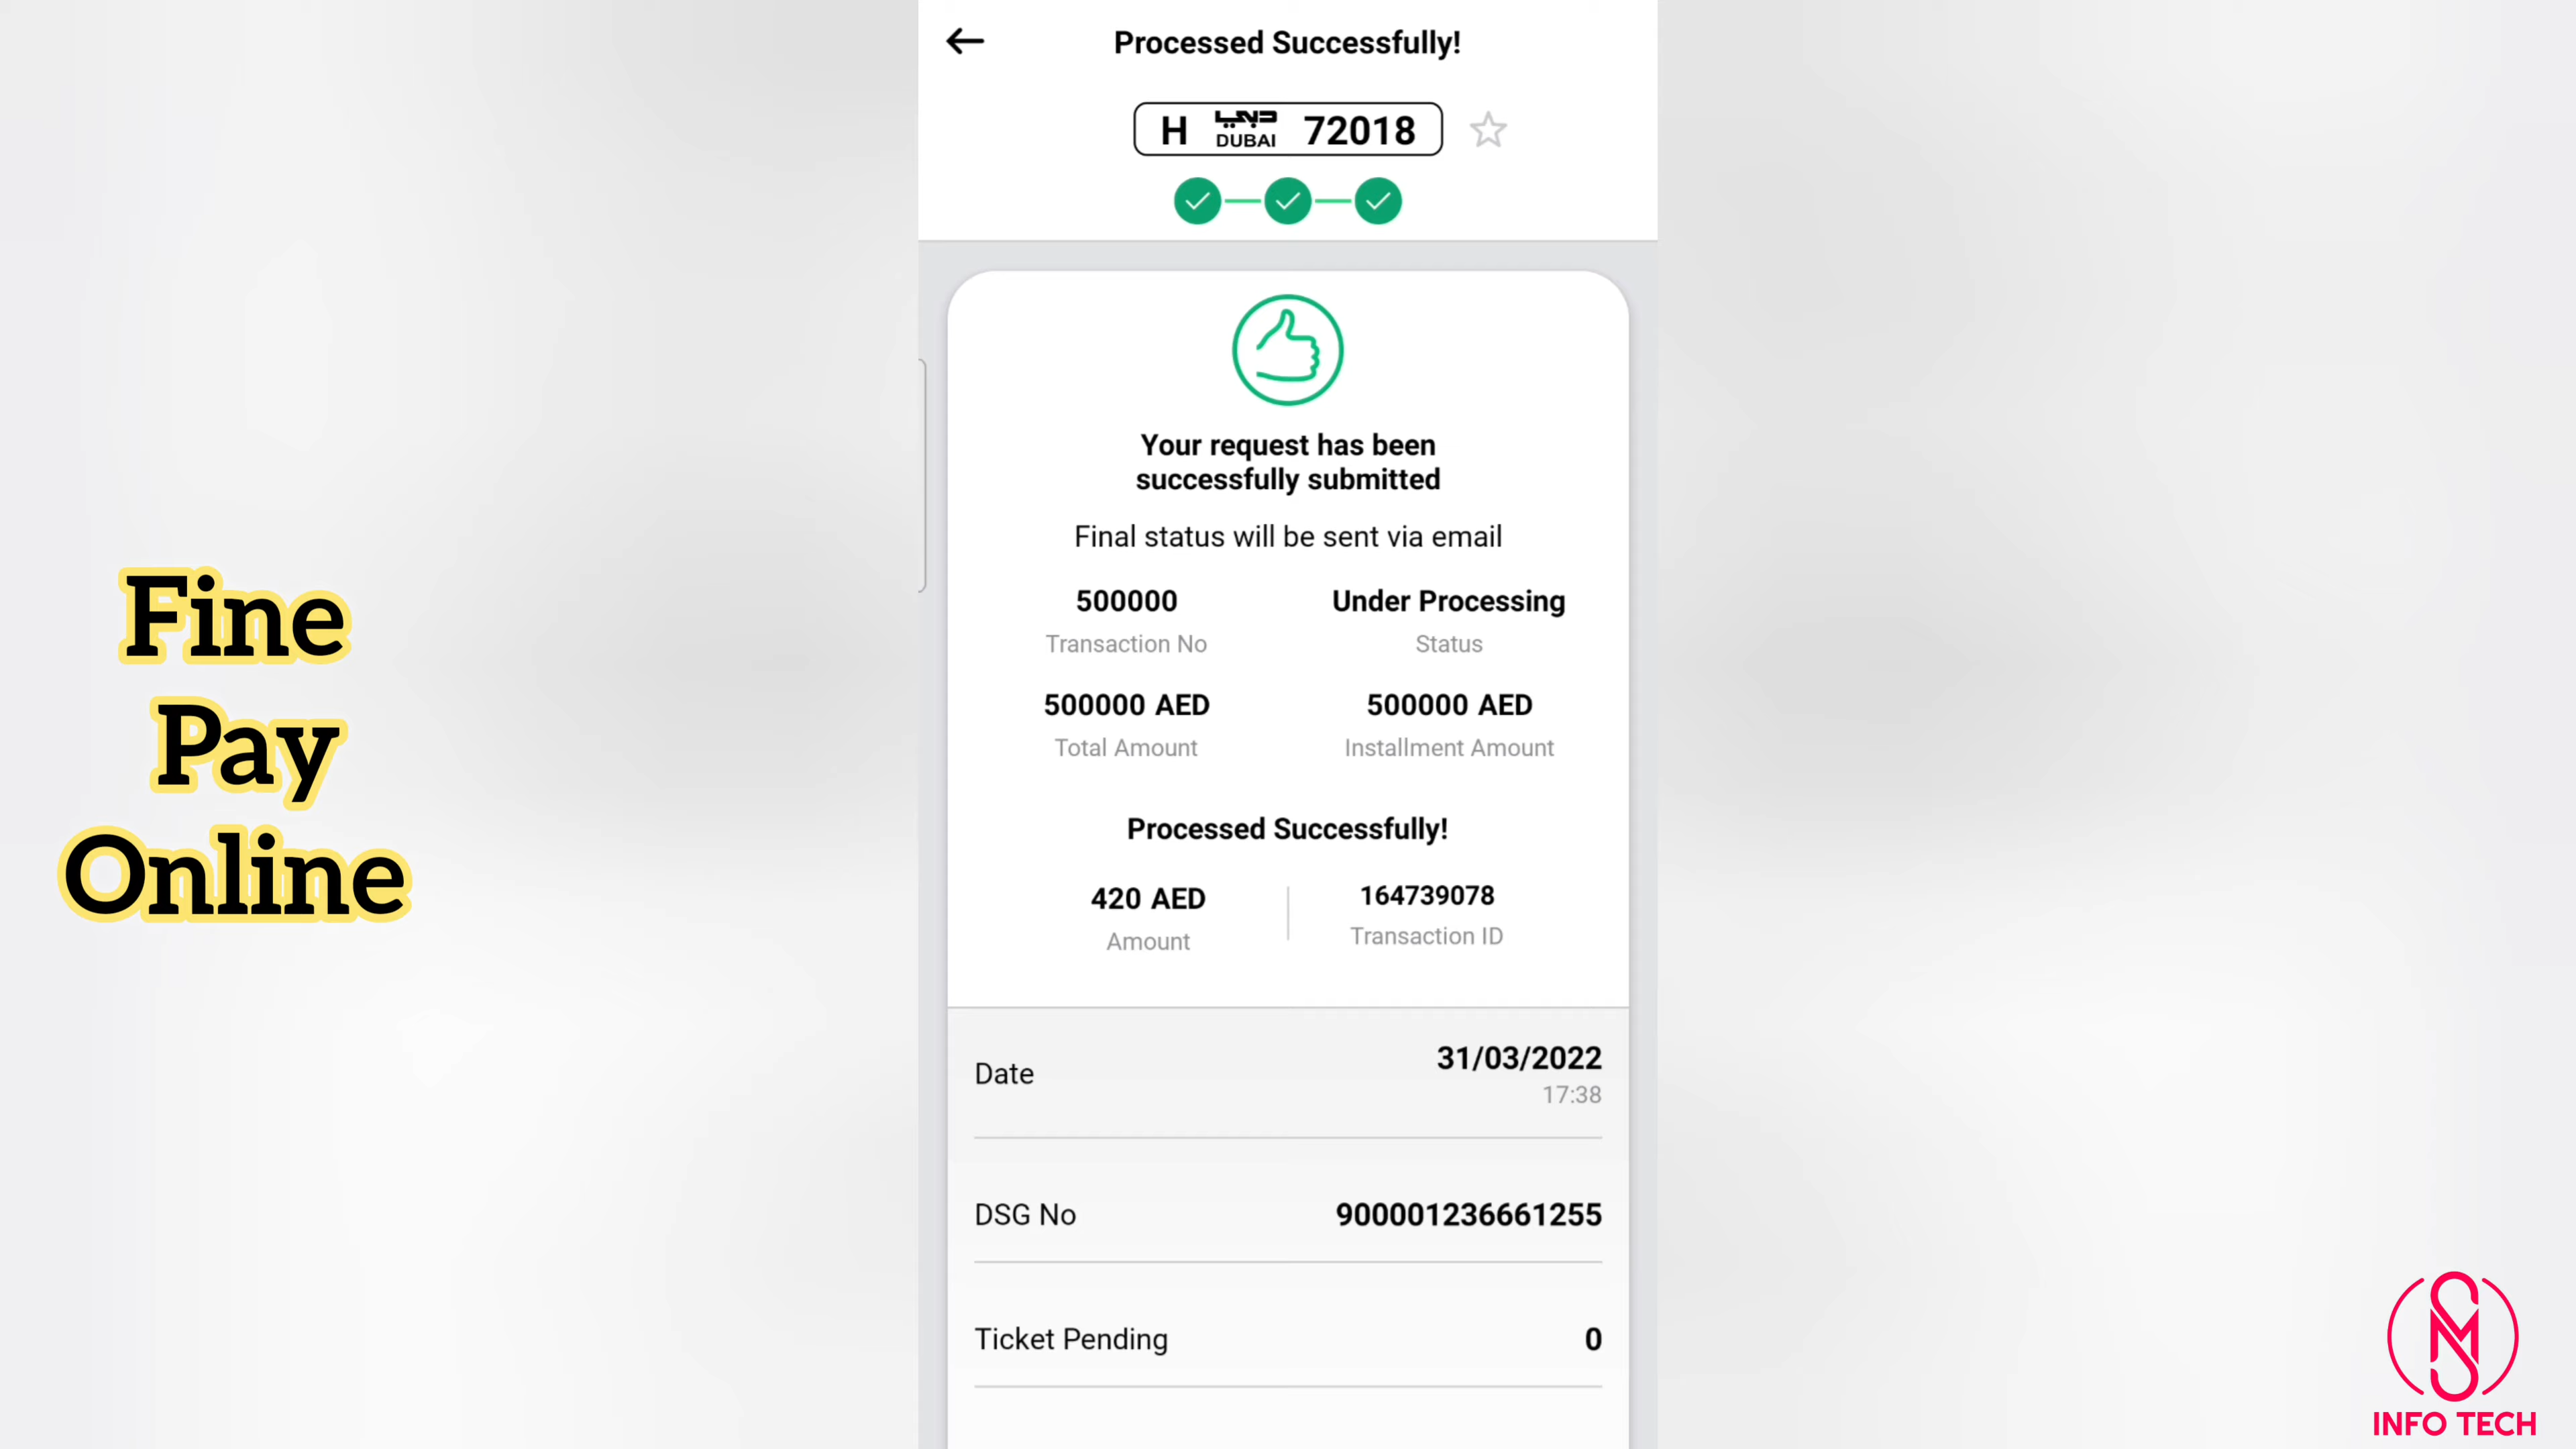 Processed Successfully!
H دبي DUBAI 72018
Your request has been
successfully submitted
Final status will be sent via email
500000
Transaction No
Under Processing
Status
500000 AED
Total Amount
500000 AED
Installment Amount
Processed Successfully!
420 AED
Amount
164739078
Transaction ID
Date
31/03/2022
17:38
DSG No
900001236661255
Ticket Pending
0
Fine
Pay
Online
INFO TECH